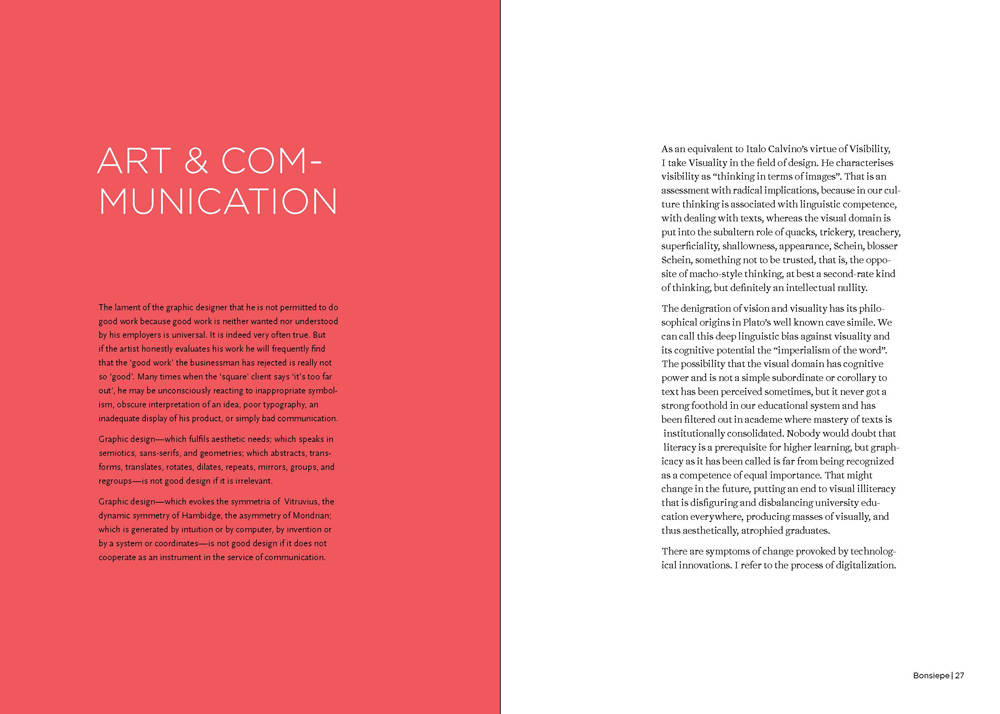 ART & COM-
MUNICATION
The lament of the graphic designer that he is not permitted to do
good work because good work is neither wanted nor understood
by his employers is universal. It is indeed very often true. But
if the artist honestly evaluates his work he will frequently find
that the ‘good work’ the businessman has rejected is really not
so ‘good’. Many times when the ‘square’ client says ‘it’s too far
out’, he may be unconsciously reacting to inappropriate symbol-
ism, obscure interpretation of an idea, poor typography, an
inadequate display of his product, or simply bad communication.
Graphic design—which fulfils aesthetic needs; which speaks in
semiotics, sans-serifs, and geometries; which abstracts, trans-
forms, translates, rotates, dilates, repeats, mirrors, groups, and
regroups—is not good design if it is irrelevant.
Graphic design—which evokes the symmetria of Vitruvius, the
dynamic symmetry of Hambidge, the asymmetry of Mondrian;
which is generated by intuition or by computer, by invention or
by a system or coordinates—is not good design if it does not
cooperate as an instrument in the service of communication.
As an equivalent to Italo Calvino’s virtue of Visibility,
I take Visuality in the field of design. He characterises
visibility as “thinking in terms of images”. That is an
assessment with radical implications, because in our cul-
ture thinking is associated with linguistic competence,
with dealing with texts, whereas the visual domain is
put into the subaltern role of quacks, trickery, treachery,
superficiality, shallowness, appearance, Schein, blosser
Schein, something not to be trusted, that is, the oppo-
site of macho-style thinking, at best a second-rate kind
of thinking, but definitely an intellectual nullity.
The denigration of vision and visuality has its philo-
sophical origins in Plato’s well known cave simile. We
can call this deep linguistic bias against visuality and
its cognitive potential the “imperialism of the word”.
The possibility that the visual domain has cognitive
power and is not a simple subordinate or corollary to
text has been perceived sometimes, but it never got a
strong foothold in our educational system and has
been filtered out in academe where mastery of texts is
institutionally consolidated. Nobody would doubt that
literacy is a prerequisite for higher learning, but graph-
icacy as it has been called is far from being recognized
as a competence of equal importance. That might
change in the future, putting an end to visual illiteracy
that is disfiguring and disbalancing university edu-
cation everywhere, producing masses of visually, and
thus aesthetically, atrophied graduates.
There are symptoms of change provoked by technolog-
ical innovations. I refer to the process of digitalization.
Bonsiepe | 27